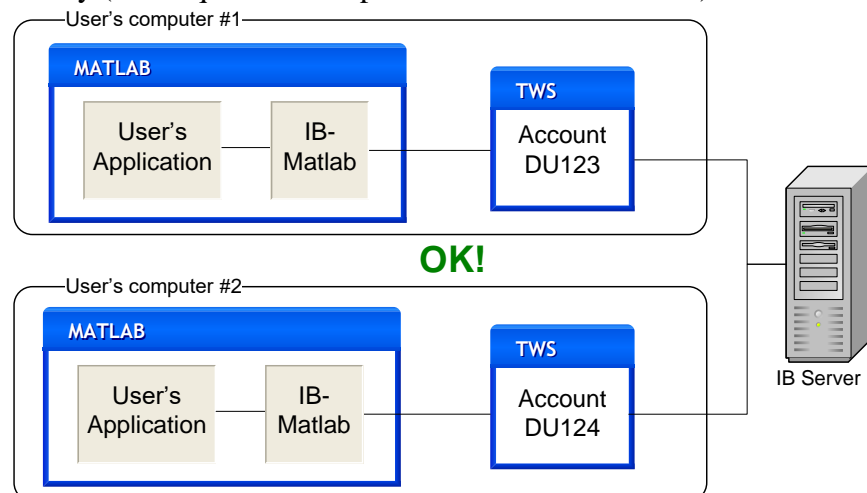 User's computer #1
MATLAB
TWS
User's
Application
IB-
Matlab
Account
DU123
OK!
User's computer #2
MATLAB
TWS
User's
Application
IB-
Matlab
Account
DU124
IB Server